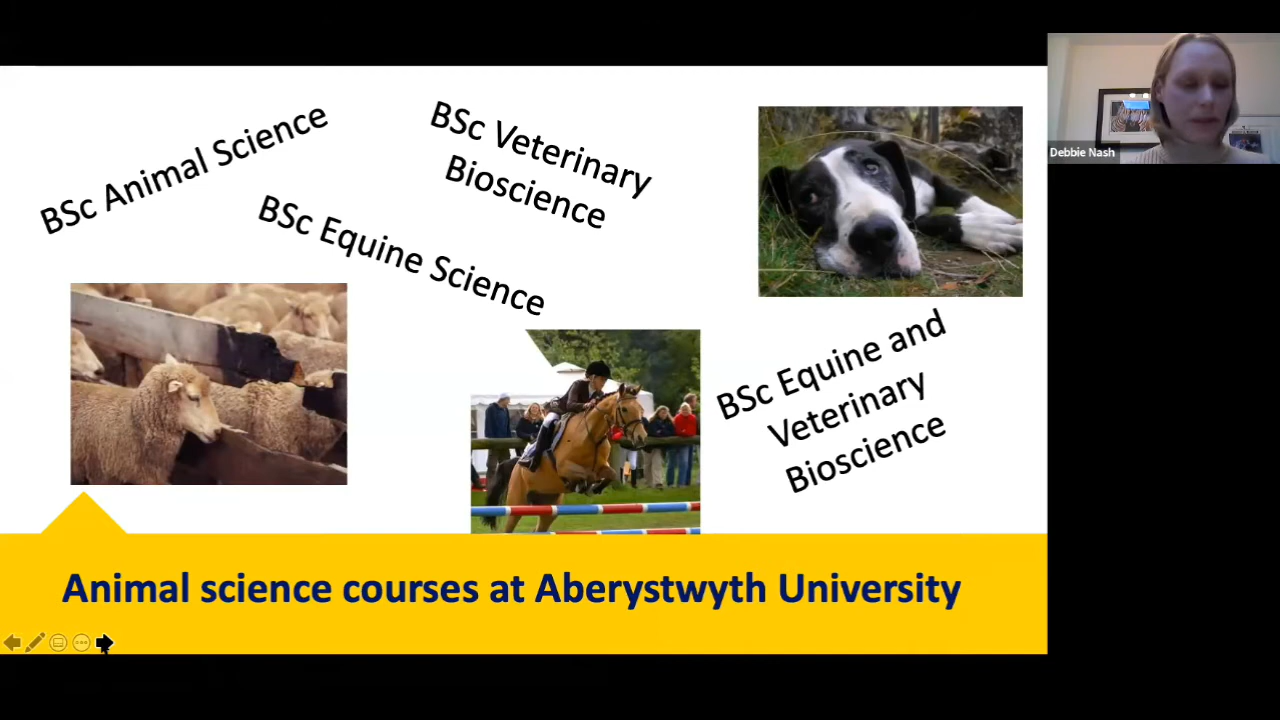 BSc Animal Science
BSc Veterinary
Bioscience
BSc Equine Science
BSc Equine and
Veterinary
Bioscience
Animal science courses at Aberystwyth University
Debbie Nash